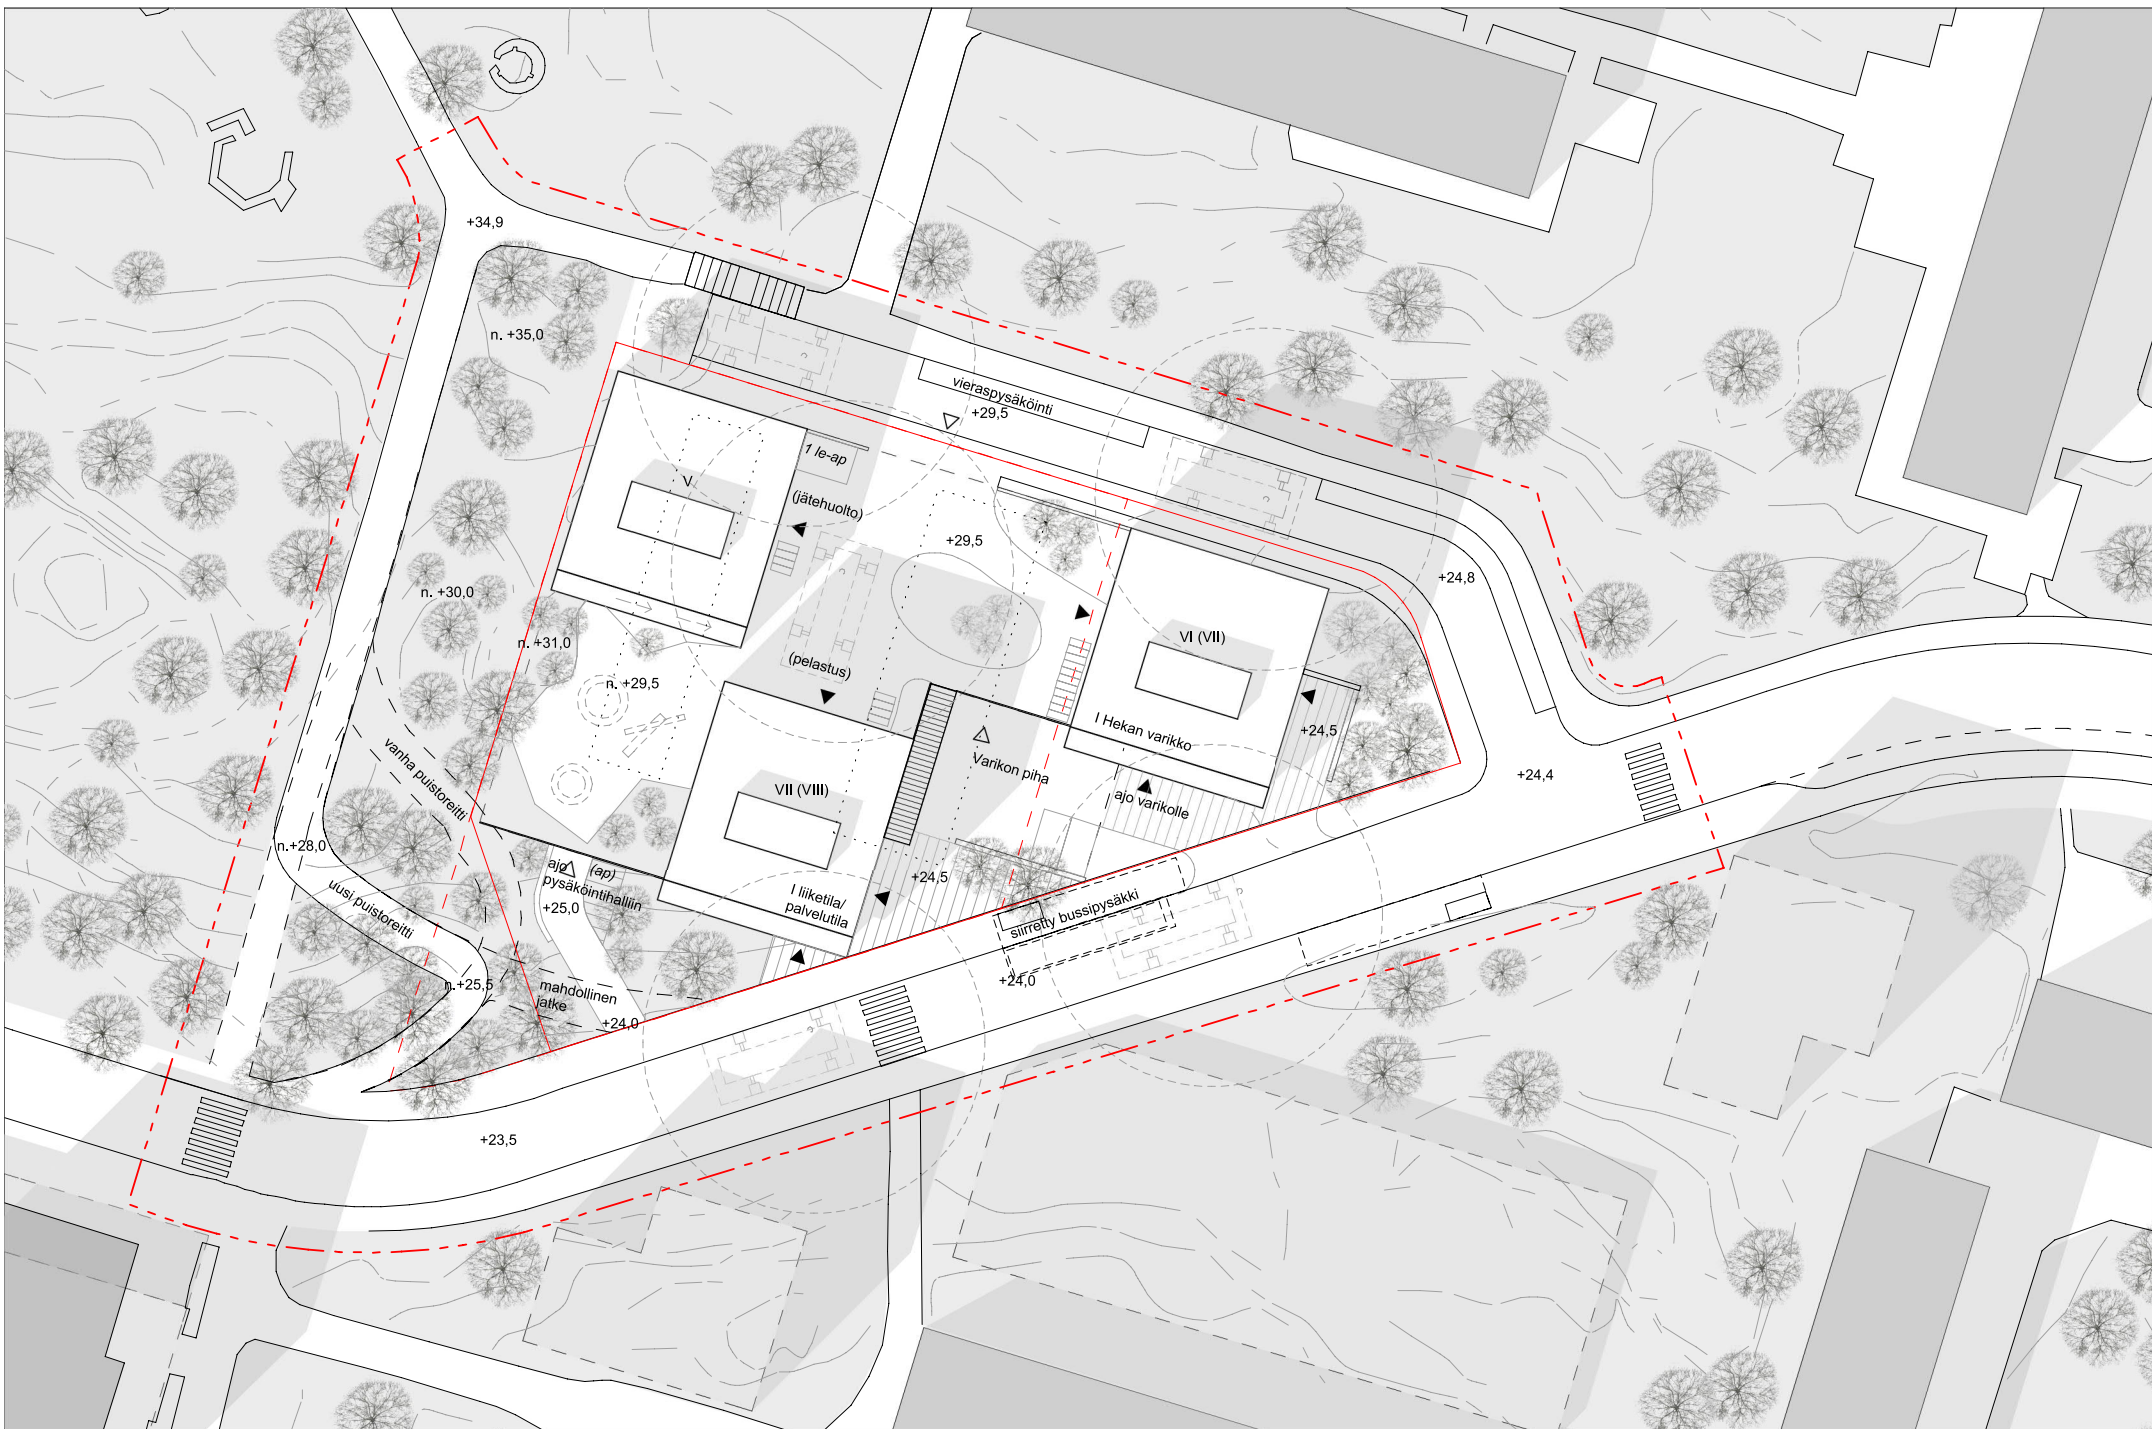 +34,9
n. +35,0
vieraspysäköinti
+29,5
1 le-ap
V
(jätehuolto)
+29,5
+24,8
n. +30,0
n. +31,0
VI (VII)
(pelastus)
n. +29,5
I Hekan varikko
+24,5
vanha puistoreitti
Varikon piha
+24,4
VII (VIII)
ajo varikolle
n.+28,0
ajo
(ap)
pysäköintihalliin
+24,5
uusi puistoreitti
+25,0
I liiketila/
palvelutila
siirretty bussipysäkki
n.+25,5
mahdollinen
jatke
+24,0
+24,0
+23,5